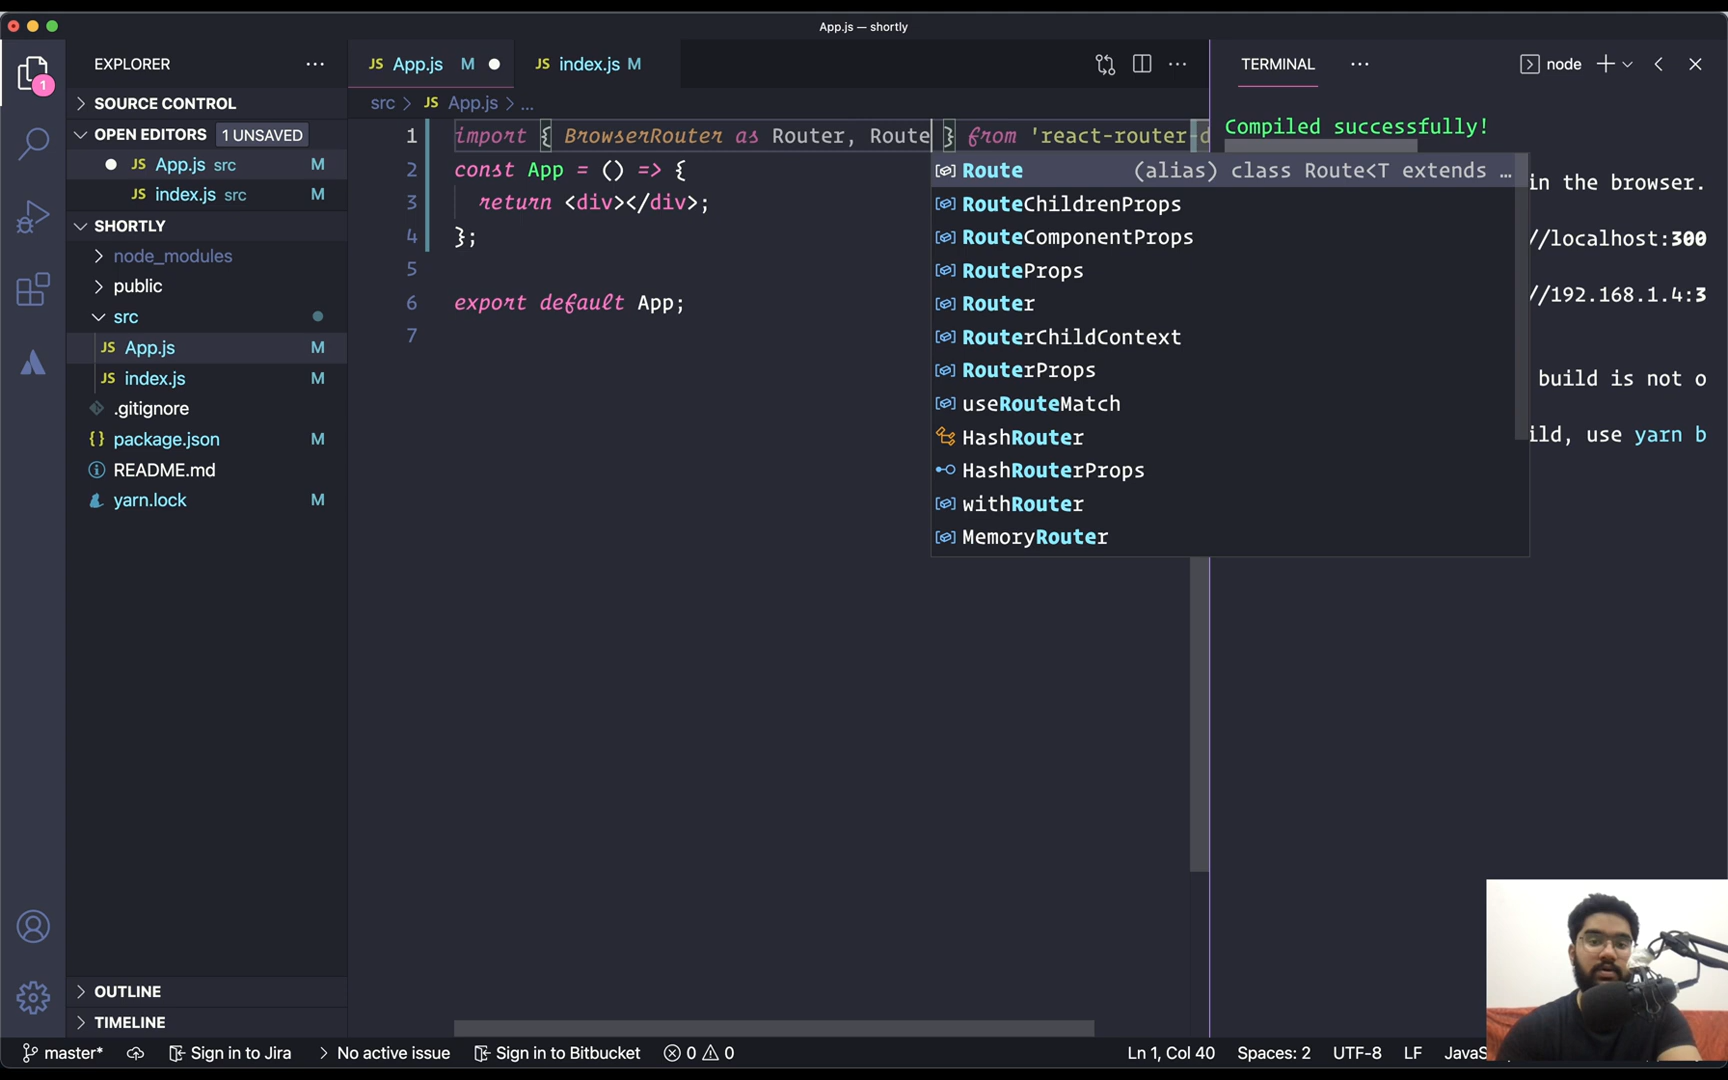 App.js — shortly
EXPLORER
SOURCE CONTROL
OPEN EDITORS 1 UNSAVED
JS App.js src M
JS index.js src M
SHORTLY
node_modules
public
src
JS App.js M
JS index.js M
.gitignore
{} package.json M
README.md
yarn.lock M
OUTLINE
TIMELINE
1
JS App.js M
JS index.js M
src > JS App.js > ...
1 import { BrowserRouter as Router, Route } from 'react-router-d
2 const App = () => {
3 return <div></div>;
4 };
5
6 export default App;
7
Route (alias) class Route<T extends ...
RouteChildrenProps
RouteComponentProps
RouteProps
Router
RouterChildContext
RouterProps
useRouteMatch
HashRouter
HashRouterProps
withRouter
MemoryRouter
TERMINAL
node
Compiled successfully!
in the browser.
//localhost:300
//192.168.1.4:3
build is not o
ild, use yarn b
master* Sign in to Jira No active issue Sign in to Bitbucket 0 0 Ln 1, Col 40 Spaces: 2 UTF-8 LF JavaS